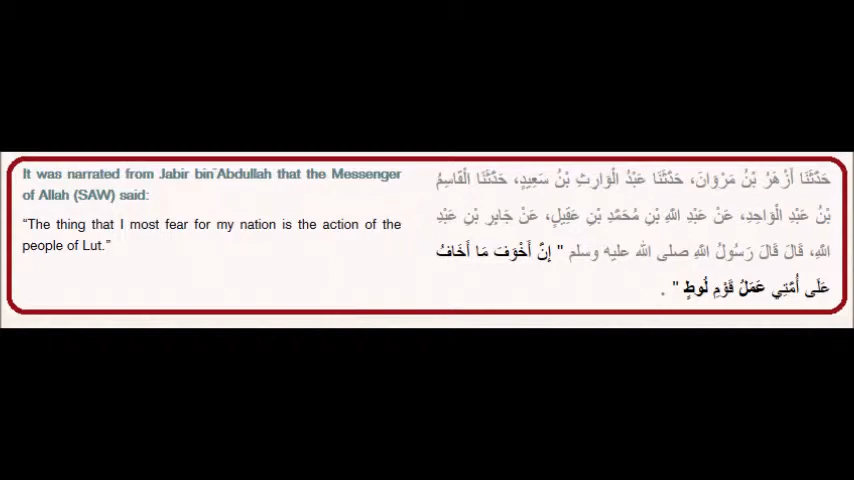 It was narrated from Jabir bin Abdullah that the Messenger
of Allah (SAW) said:
“The thing that I most fear for my nation is the action of the
people of Lut.”
حَدَّثَنَا أَزْهَرُ بْنُ مَرْوَانَ، حَدَّثَنَا عَبْدُ الْوَارِثِ بْنُ سَعِيدٍ، حَدَّثَنَا الْقَاسِمُ
بْنُ عَبْدِ الْوَاحِدِ، عَنْ عَبْدِ اللَّهِ بْنِ مُحَمَّدِ بْنِ عَقِيلٍ، عَنْ جَابِرِ بْنِ عَبْدِ
اللَّهِ، قَالَ قَالَ رَسُولُ اللَّهِ صلى الله عليه وسلم " إِنَّ أَخْوَفَ مَا أَخَافُ
عَلَى أُمَّتِي عَمَلُ قَوْمِ لُوطٍ " .